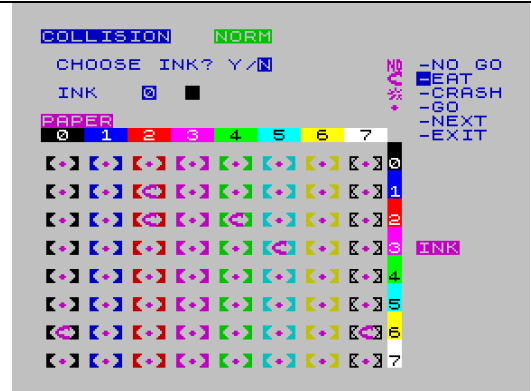 COLLISION NORM
CHOOSE INK? Y/N
NO -NO GO
-EAT
INK 0
-CRASH
-GO
PAPER
-NEXT
0 1 2 3 4 5 6 7
-EXIT
0
1
2
3 INK
4
5
6
7